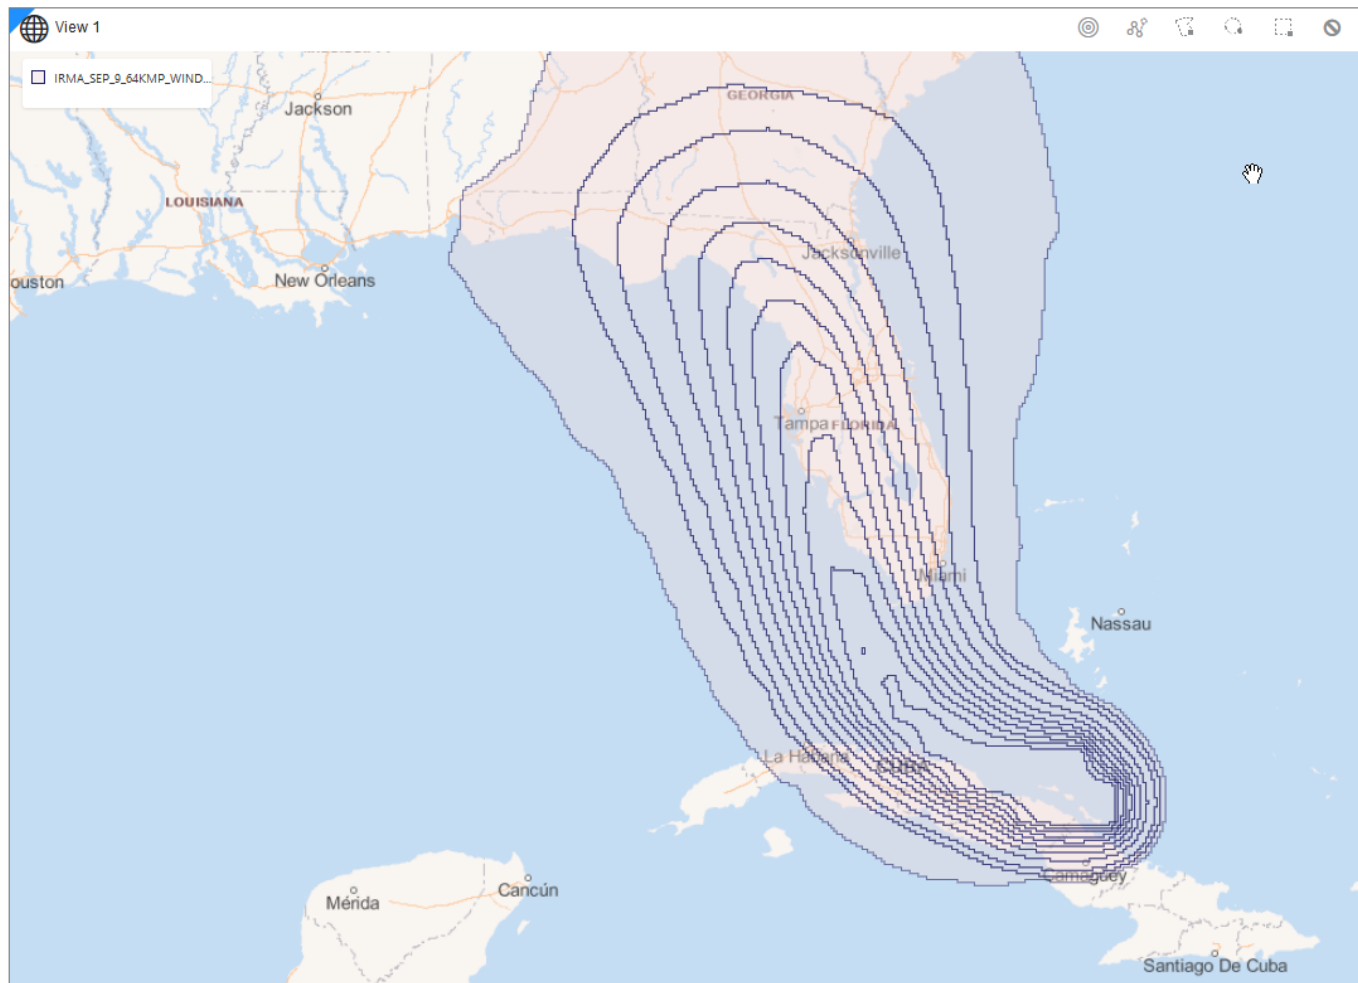 View 1
IRMA_SEP_9_64KMP_WIND...
Jackson
GEORGIA
LOUISIANA
Jacksonville
New Orleans
ouston
Tampa
FLORIDA
Miami
Nassau
La Habana
CUBA
Camagüey
Cancún
Mérida
Santiago De Cuba